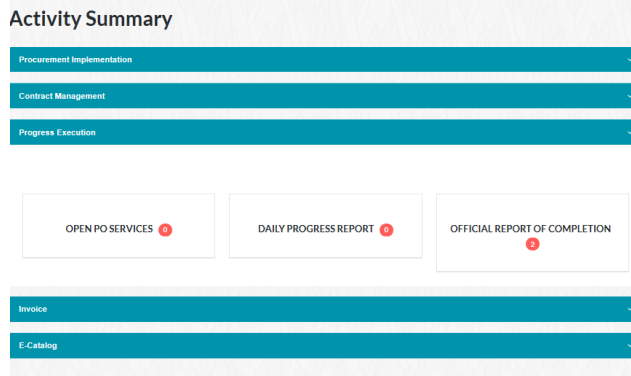 Activity Summary
Procurement Implementation
Contract Management
Progress Execution
OPEN PO SERVICES 0
DAILY PROGRESS REPORT 0
OFFICIAL REPORT OF COMPLETION
2
Invoice
E-Catalog